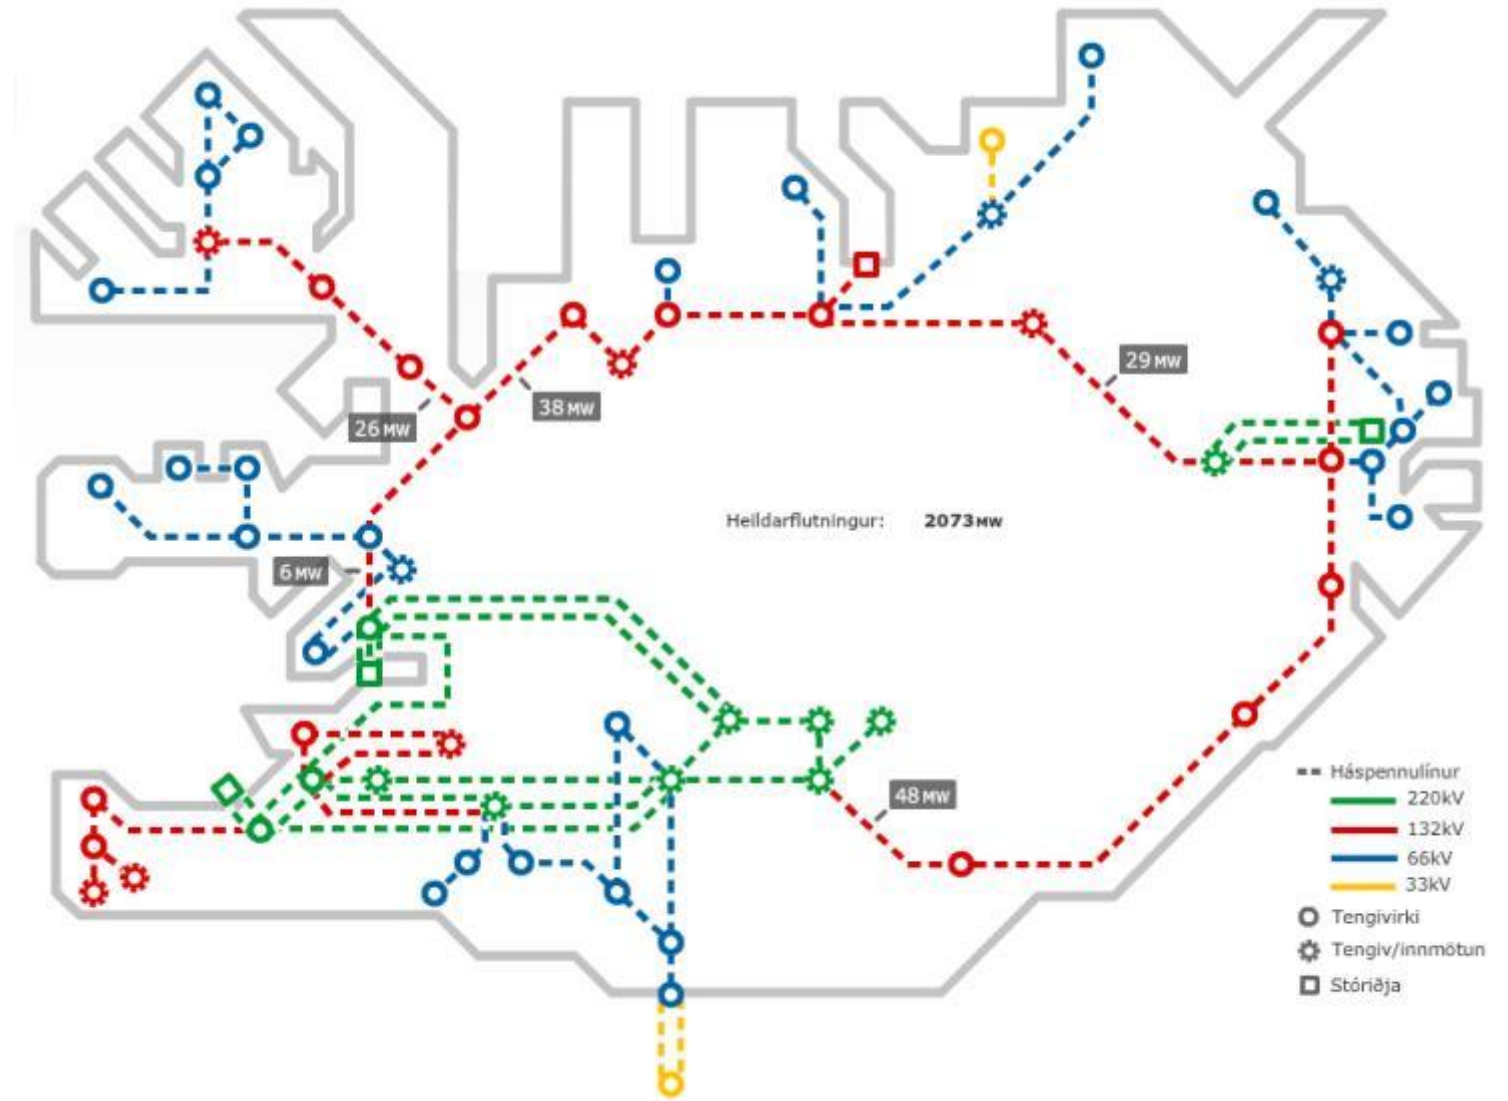 29 MW
38 MW
26 MW
Heildarflutningur: 2073 MW
6 MW
48 MW
Háspennulínur
220kV
132kV
66kV
33kV
Tengivirki
Tengiv/innmötun
Stóriðja